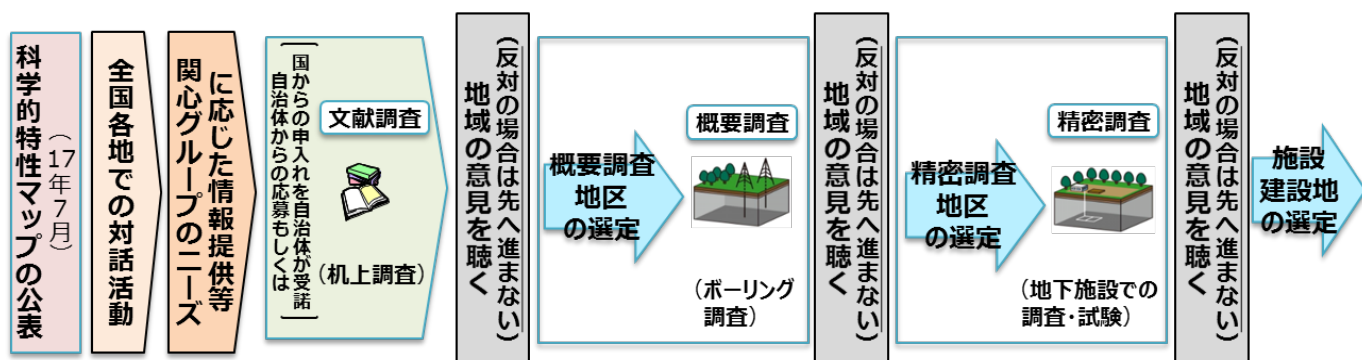 科学的特性マップの公表
（17年7月）
全国各地での対話活動
関心グループのニーズ
に応じた情報提供等
自治体からの応募もしくは
国からの申入れを自治体が受諾
文献調査
（机上調査）
地域の意見を聴く
（反対の場合は先へ進まない）
概要調査
地区
の選定
概要調査
（ボーリング
調査）
地域の意見を聴く
（反対の場合は先へ進まない）
精密調査
地区
の選定
精密調査
（地下施設での
調査・試験）
地域の意見を聴く
（反対の場合は先へ進まない）
施設
建設地
の選定